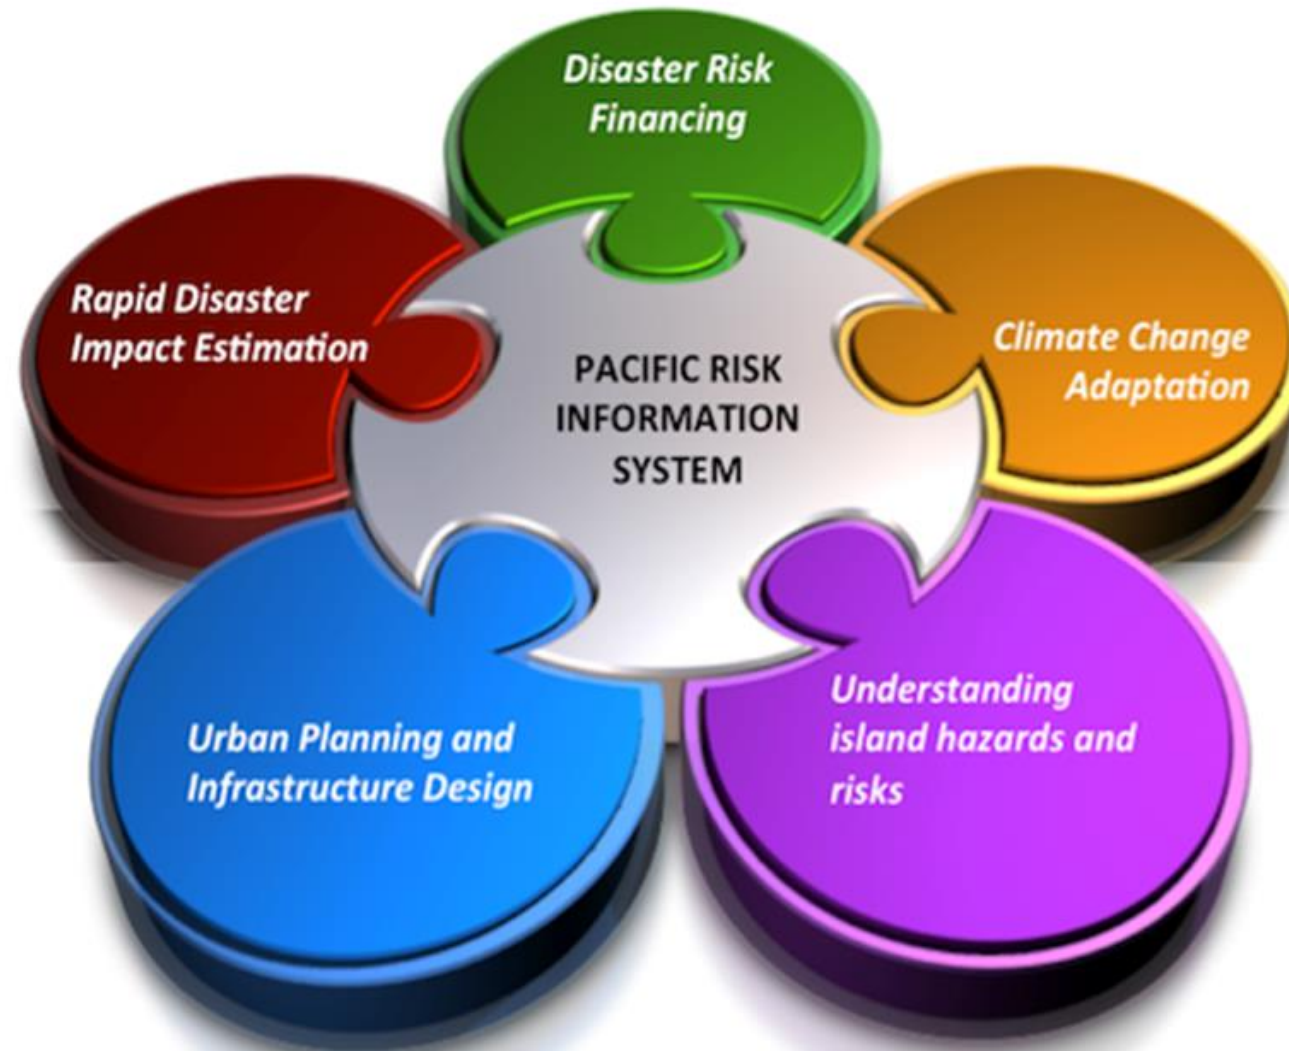 Disaster Risk
Financing
Rapid Disaster
Impact Estimation
Climate Change
Adaptation
PACIFIC RISK
INFORMATION
SYSTEM
Urban Planning and
Infrastructure Design
Understanding
island hazards and
risks